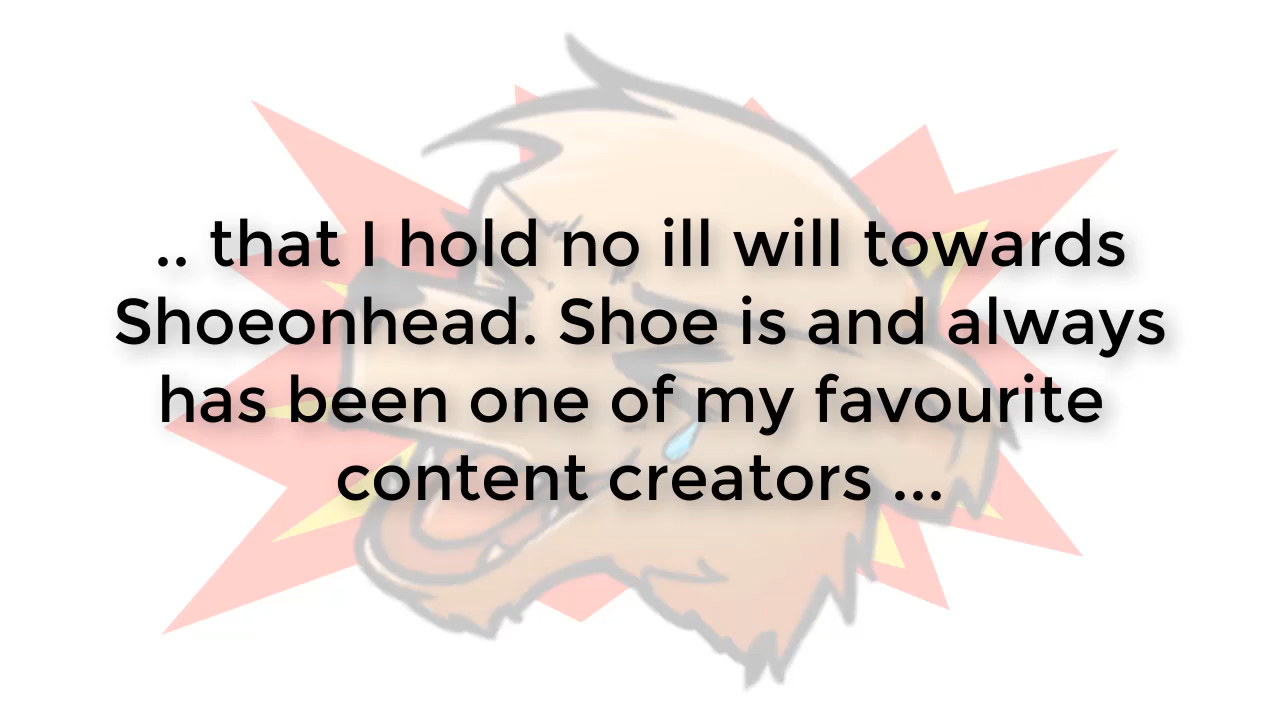 .. that I hold no ill will towards
Shoeonhead. Shoe is and always
has been one of my favourite
content creators ...